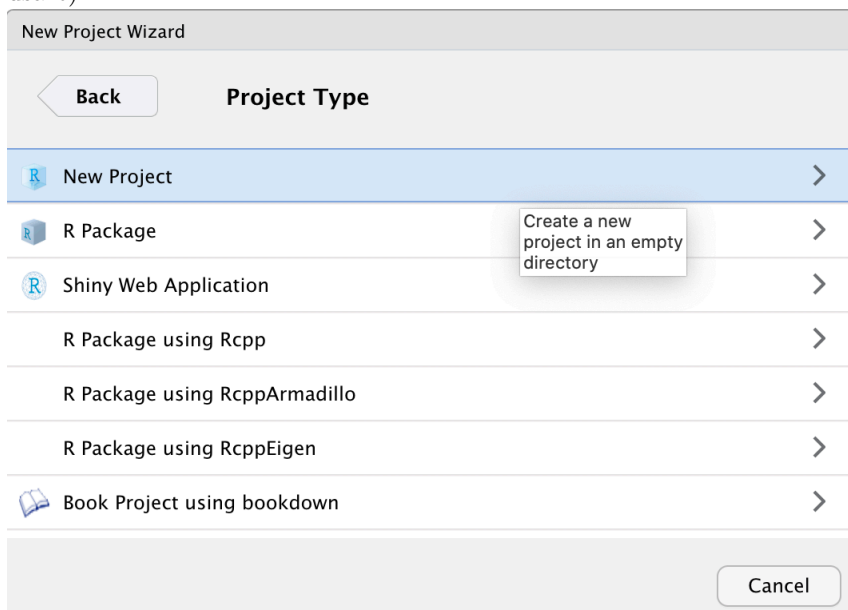 New Project Wizard
Back
Project Type
R New Project
R R Package
Create a new
project in an empty
directory
R Shiny Web Application
R Package using Rcpp
R Package using RcppArmadillo
R Package using RcppEigen
Book Project using bookdown
Cancel